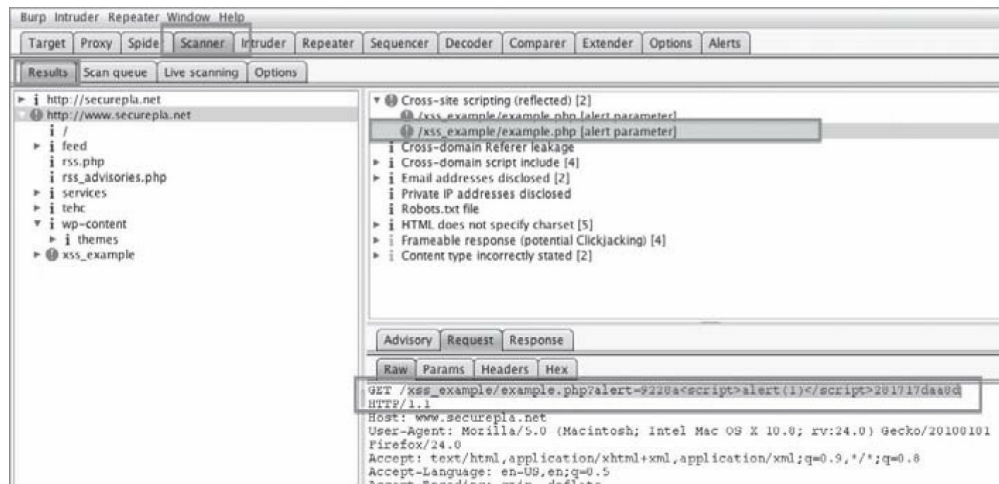 Burp Intruder Repeater Window Help
Target Proxy Spide Scanner Intruder Repeater Sequencer Decoder Comparer Extender Options Alerts
Results Scan queue Live scanning Options
http://securepla.net
http://www.securepla.net
/
feed
rss.php
rss_advisories.php
services
tehc
wp-content
themes
xss_example
Cross-site scripting (reflected) [2]
/xss_example/example.php [alert parameter]
/xss_example/example.php [alert parameter]
Cross-domain Referer leakage
Cross-domain script include [4]
Email addresses disclosed [2]
Private IP addresses disclosed
Robots.txt file
HTML does not specify charset [5]
Frameable response (potential Clickjacking) [4]
Content type incorrectly stated [2]
Advisory Request Response
Raw Params Headers Hex
GET /xss_example/example.php?alert=9228a<script>alert(1)</script>281717daa8d
HTTP/1.1
Host: www.securepla.net
User-Agent: Mozilla/5.0 (Macintosh; Intel Mac OS X 10.8; rv:24.0) Gecko/20100101
Firefox/24.0
Accept: text/html,application/xhtml+xml,application/xml;q=0.9,*/*;q=0.8
Accept-Language: en-US,en;q=0.5
Accept-Encoding: gzip, deflate